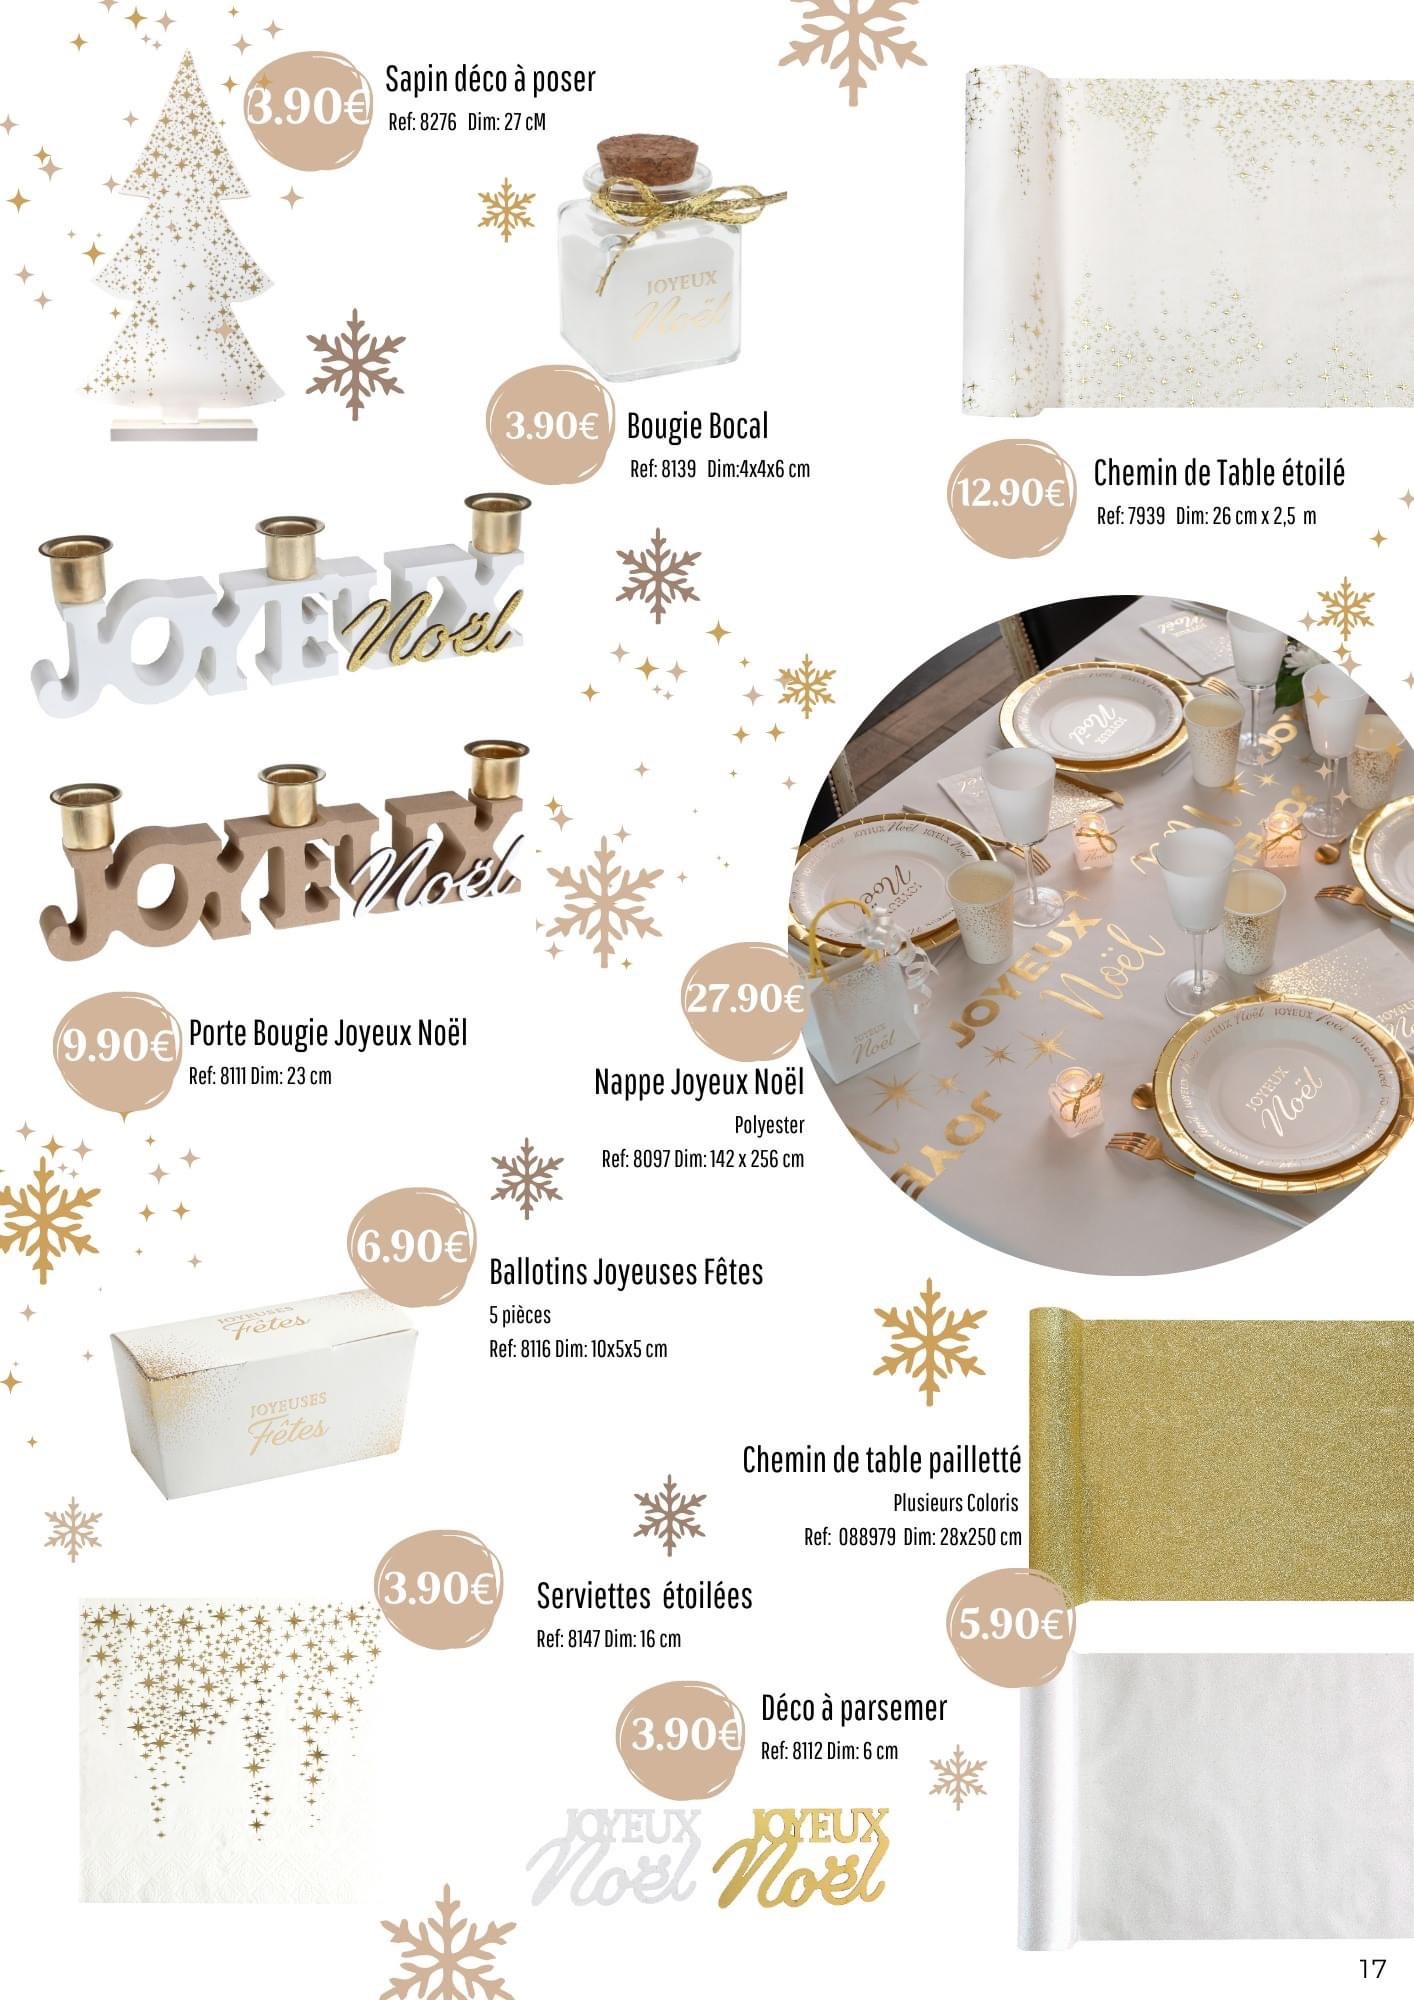 3.90€
Sapin déco à poser
Ref: 8276 Dim: 27 cM
JOYEUX
Noël
3.90€
Bougie Bocal
Ref: 8139 Dim:4x4x6 cm
12.90€
Chemin de Table étoilé
Ref: 7939 Dim: 26 cm x 2,5 m
JOYEUX
Noël
JOYEUX
Noël
9.90€
Porte Bougie Joyeux Noël
Ref: 8111 Dim: 23 cm
27.90€
Nappe Joyeux Noël
Polyester
Ref: 8097 Dim: 142 x 256 cm
JOYEUX
Noël
JOYEUX
Noël
JOYEUX
Noël
JOYEUX
Noël
JOYEUX
Noël
6.90€
Ballotins Joyeuses Fêtes
5 pièces
Ref: 8116 Dim: 10x5x5 cm
JOYEUSES
Fêtes
JOYEUSES
Fêtes
Chemin de table pailletté
Plusieurs Coloris
Ref: 088979 Dim: 28x250 cm
5.90€
3.90€
Serviettes étoilées
Ref: 8147 Dim: 16 cm
3.90€
Déco à parsemer
Ref: 8112 Dim: 6 cm
JOYEUX
Noël
JOYEUX
Noël
17